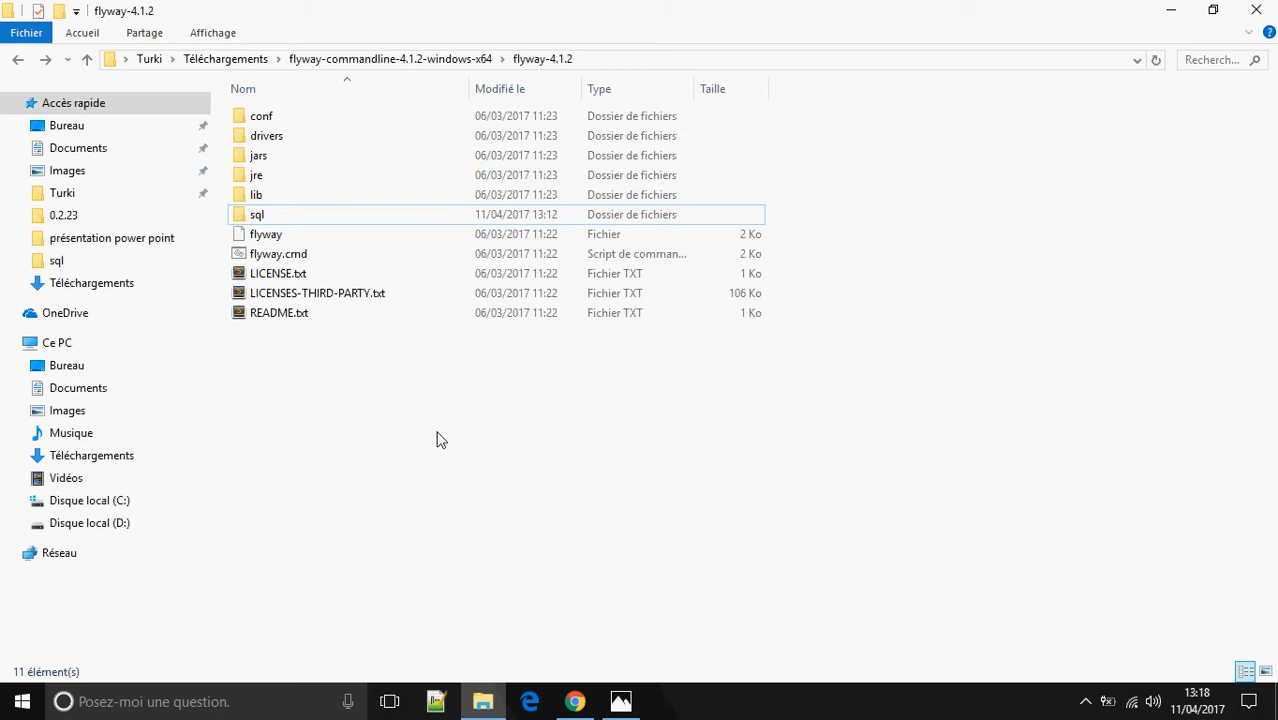 flyway-4.1.2
Fichier Accueil Partage Affichage
Turki Téléchargements flyway-commandline-4.1.2-windows-x64 flyway-4.1.2 Recherch...
Nom Modifié le Type Taille
Accès rapide
Bureau
Documents
Images
Turki
0.2.23
présentation power point
sql
Téléchargements
OneDrive
Ce PC
Bureau
Documents
Images
Musique
Téléchargements
Vidéos
Disque local (C:)
Disque local (D:)
Réseau
conf 06/03/2017 11:23 Dossier de fichiers
drivers 06/03/2017 11:23 Dossier de fichiers
jars 06/03/2017 11:23 Dossier de fichiers
jre 06/03/2017 11:23 Dossier de fichiers
lib 06/03/2017 11:23 Dossier de fichiers
sql 11/04/2017 13:12 Dossier de fichiers
flyway 06/03/2017 11:22 Fichier 2 Ko
flyway.cmd 06/03/2017 11:22 Script de comman... 2 Ko
LICENSE.txt 06/03/2017 11:22 Fichier TXT 1 Ko
LICENSES-THIRD-PARTY.txt 06/03/2017 11:22 Fichier TXT 106 Ko
README.txt 06/03/2017 11:22 Fichier TXT 1 Ko
11 élément(s)
Posez-moi une question.
13:18
11/04/2017